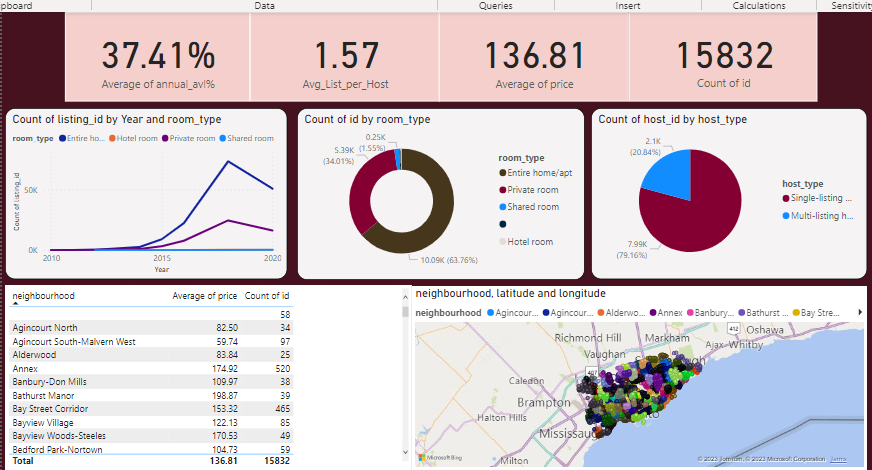 pboard Data Queries Insert Calculations Sensitivity
37.41%
Average of annual_avl%
1.57
Avg_List_per_Host
136.81
Average of price
15832
Count of id
Count of listing_id by Year and room_type
room_type Entire ho... Hotel room Private room Shared room
Count of listing_id
50K
0K
2010 2015 2020
Year
Count of id by room_type
0.25K
(1.55%)
5.39K
(34.01%)
10.09K (63.76%)
room_type
Entire home/apt
Private room
Shared room
Hotel room
Count of host_id by host_type
2.1K
(20.84%)
7.99K
(79.16%)
host_type
Single-listing ...
Multi-listing h...
neighbourhood Average of price Count of id
58
Agincourt North 82.50 34
Agincourt South-Malvern West 59.74 97
Alderwood 83.84 25
Annex 174.92 520
Banbury-Don Mills 109.97 38
Bathurst Manor 198.87 39
Bay Street Corridor 153.32 465
Bayview Village 122.13 85
Bayview Woods-Steeles 170.53 49
Bedford Park-Nortown 104.73 59
Total 136.81 15832
neighbourhood, latitude and longitude
neighbourhood Agincour... Agincour... Alderwo... Annex Banbury... Bathurst ... Bay Stre...
412
Oshawa
Richmond Hill Markham
Ajax Whitby
Vaughan
407
Caledon
Brampton
Halton Hills
Mississau
Milton
Microsoft Bing
© 2023 TomTom, © 2023 Microsoft Corporation Terms